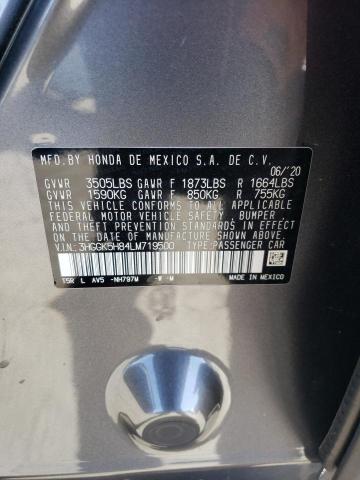 MFD.BY HONDA DE MEXICO S.A. DE C.V.
06/'20
GVWR 3505LBS GAWR F 1873LBS R 1664LBS
GVWR 1590KG GAWR F 850KG R 755KG
THIS VEHICLE CONFORMS TO ALL APPLICABLE
FEDERAL MOTOR VEHICLE SAFETY, BUMPER,
AND THEFT PREVENTION STANDARDS IN
EFFECT ON THE DATE OF MANUFACTURE
SHOWN ABOVE.
V.I.N: 3HGGK5H84LM719500 TYPE:PASSENGER CAR
T5R L AV5 -NH797M -W -M MADE IN MEXICO